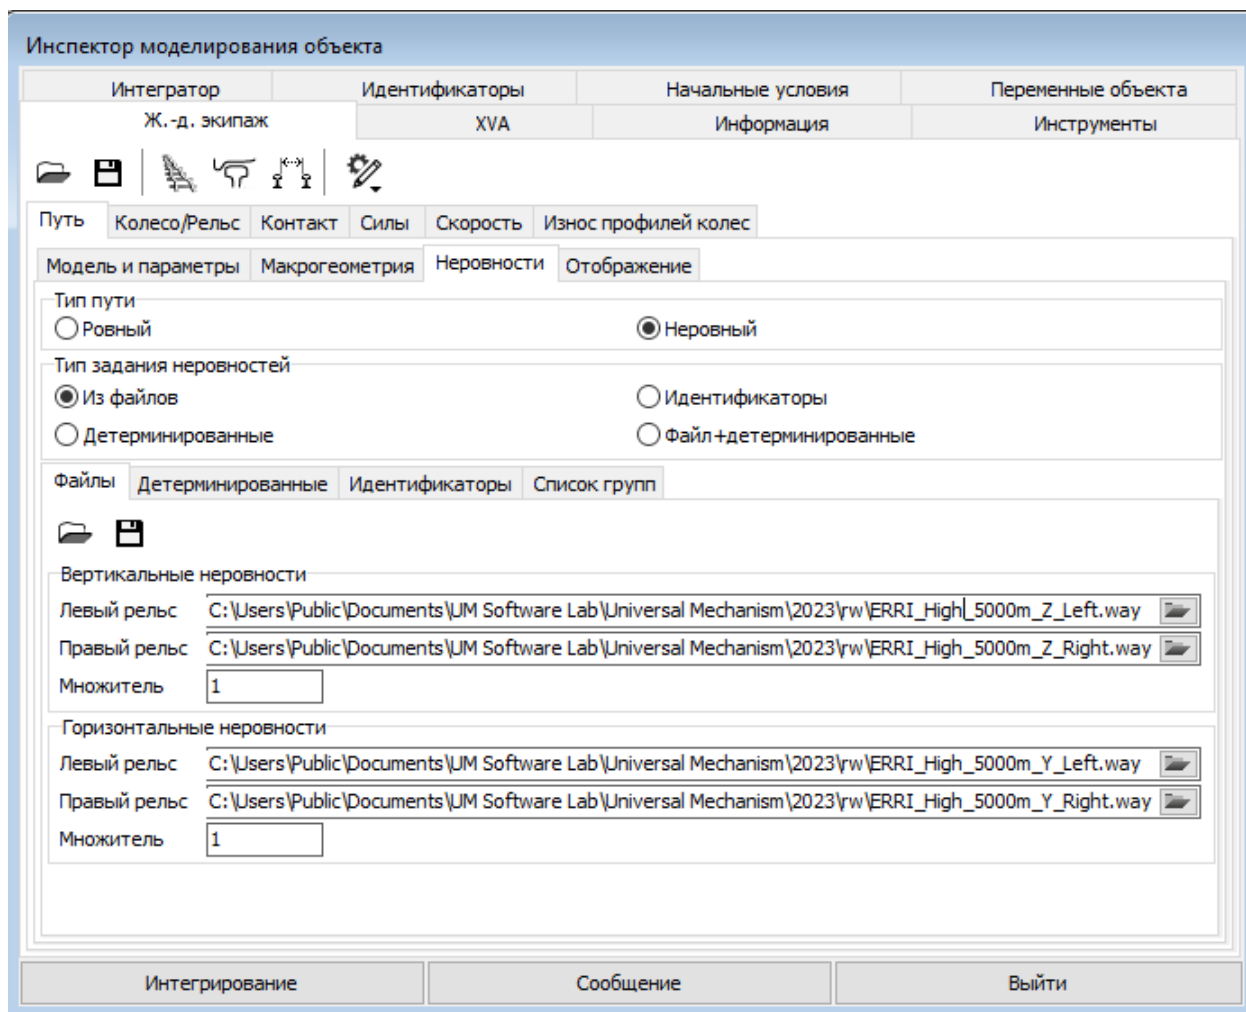 Инспектор моделирования объекта
Интегратор Идентификаторы Начальные условия Переменные объекта
Ж.-д. экипаж XVA Информация Инструменты
Путь Колесо/Рельс Контакт Силы Скорость Износ профилей колес
Модель и параметры Макрогеометрия Неровности Отображение
Тип пути
Ровный Неровный
Тип задания неровностей
Из файлов Идентификаторы
Детерминированные Файл+детерминированные
Файлы Детерминированные Идентификаторы Список групп
Вертикальные неровности
Левый рельс C:\Users\Public\Documents\UM Software Lab\Universal Mechanism\2023\rw\ERRI_High_5000m_Z_Left.way
Правый рельс C:\Users\Public\Documents\UM Software Lab\Universal Mechanism\2023\rw\ERRI_High_5000m_Z_Right.way
Множитель 1
Горизонтальные неровности
Левый рельс C:\Users\Public\Documents\UM Software Lab\Universal Mechanism\2023\rw\ERRI_High_5000m_Y_Left.way
Правый рельс C:\Users\Public\Documents\UM Software Lab\Universal Mechanism\2023\rw\ERRI_High_5000m_Y_Right.way
Множитель 1
Интегрирование Сообщение Выйти